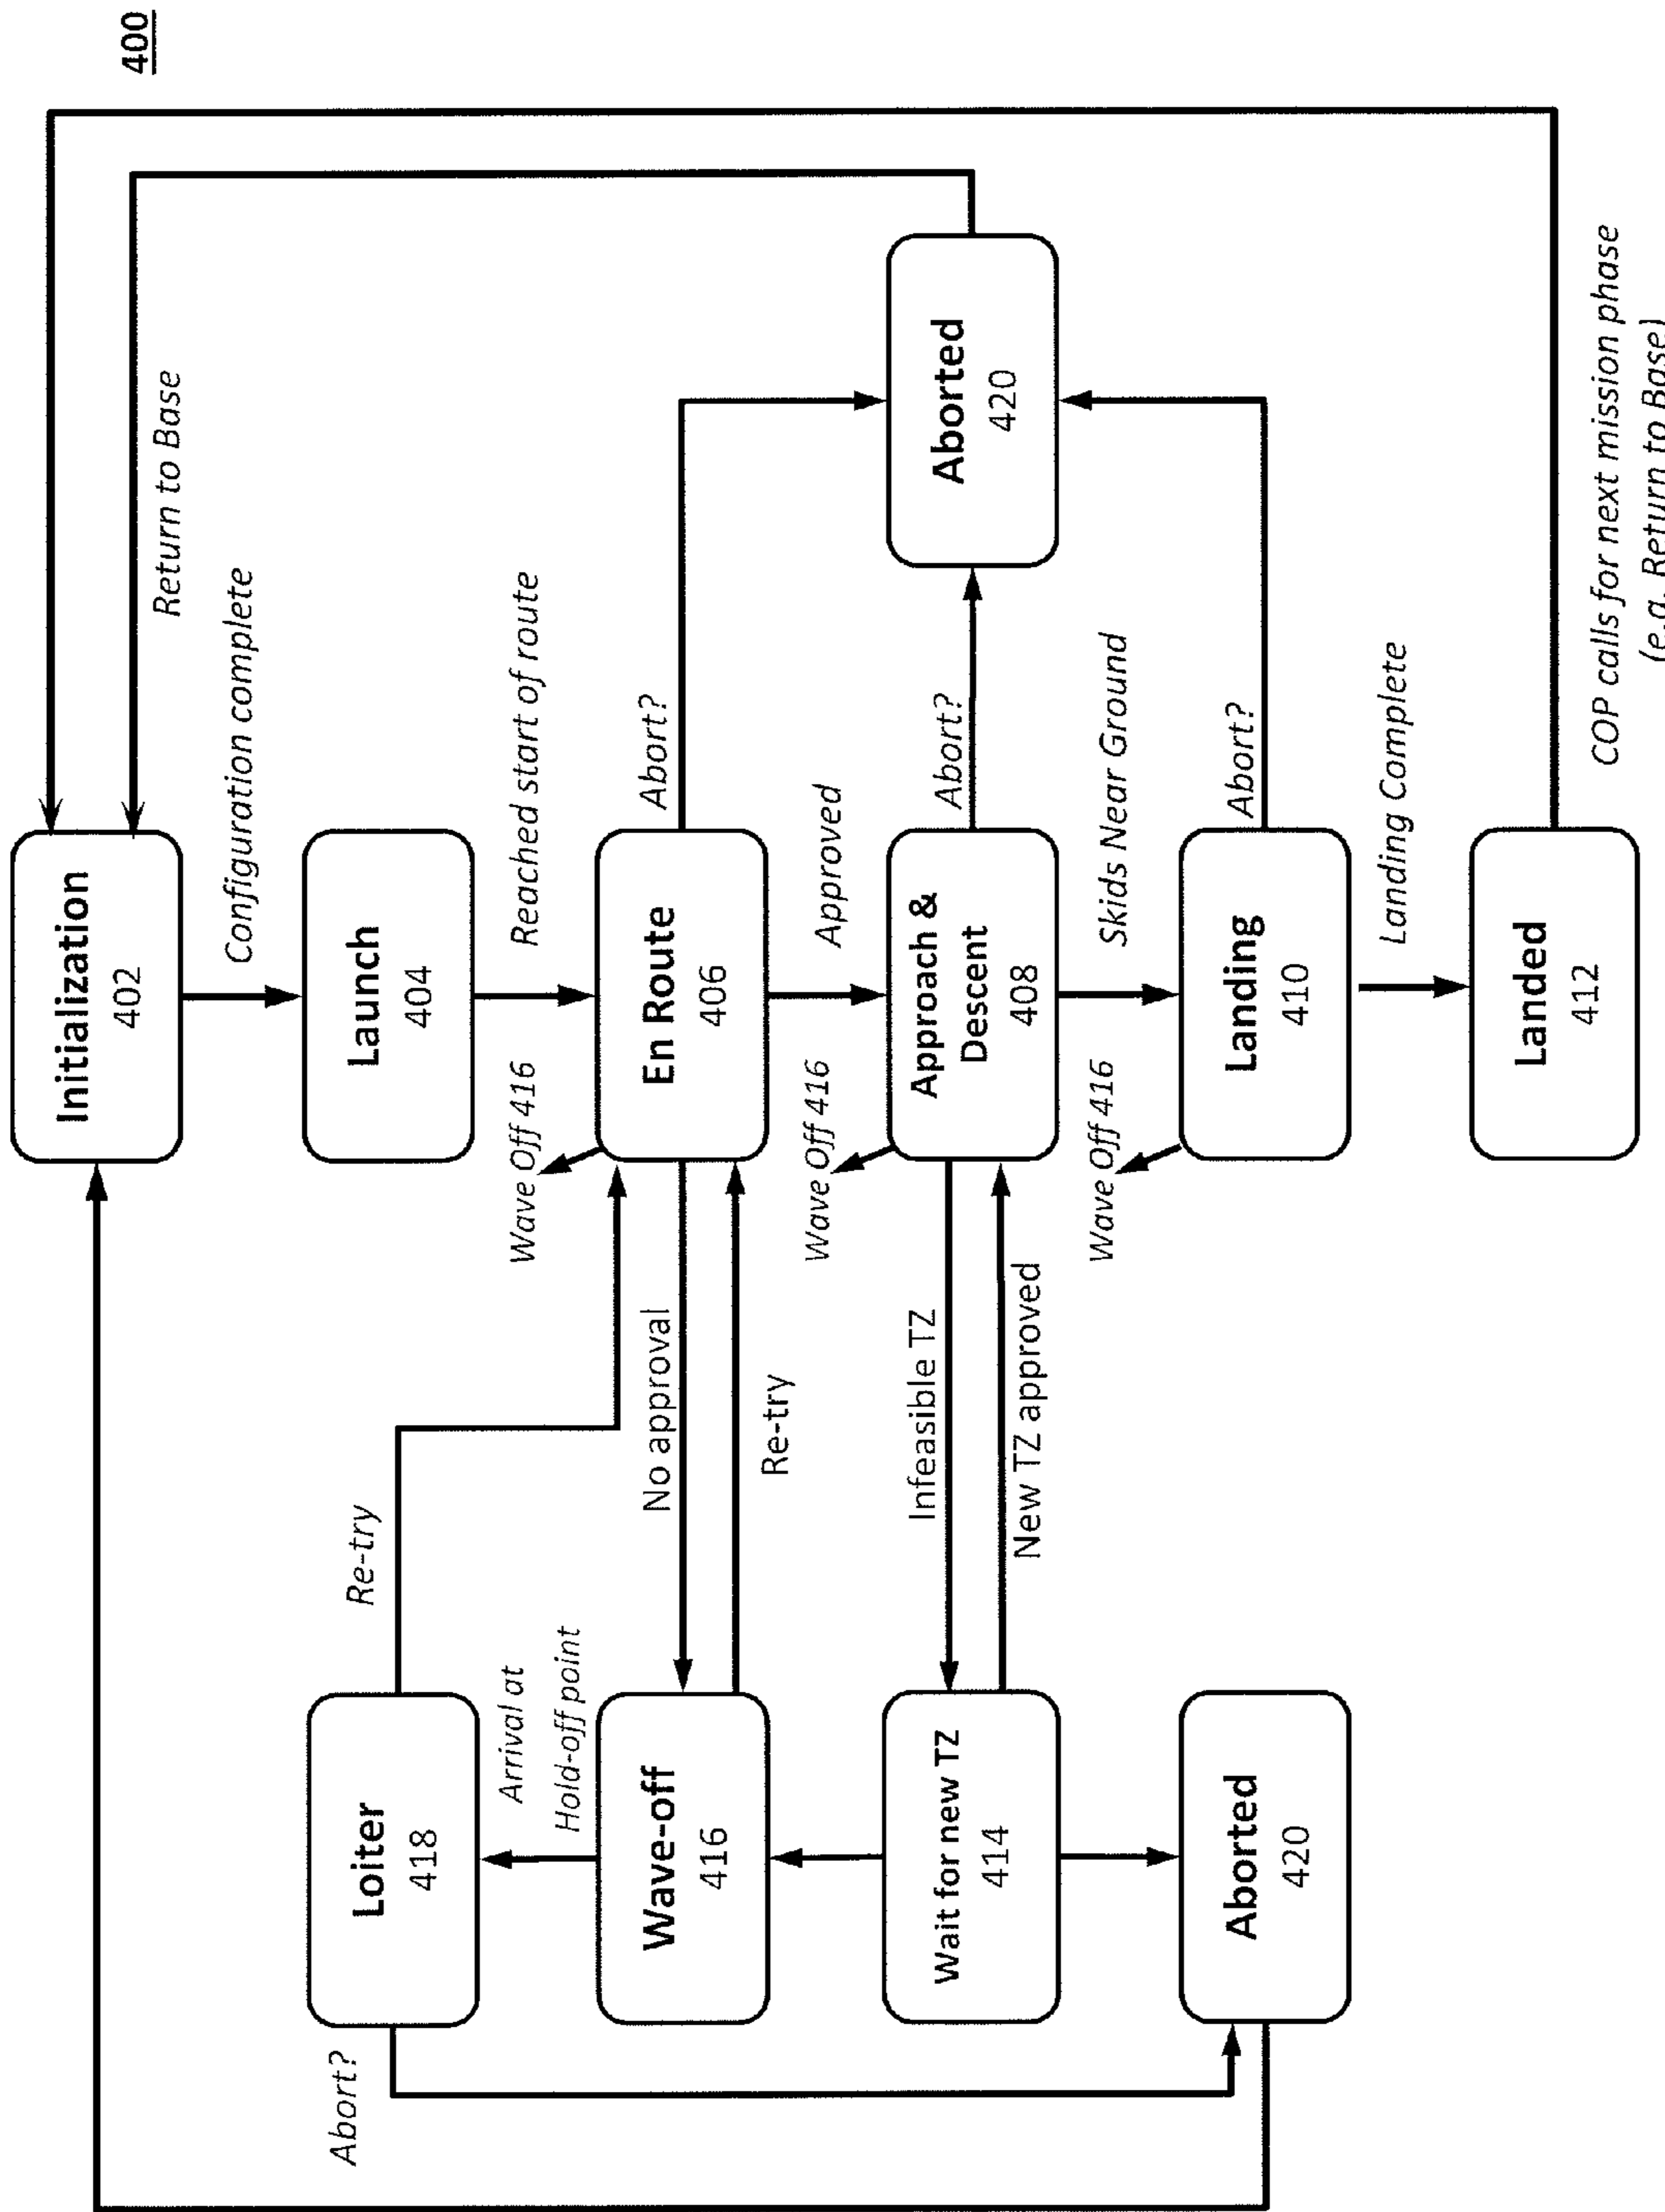 400
Initialization
402
Return to Base
Configuration complete
Launch
404
Reached start of route
Loiter
418
Re-try
Abort?
Arrival at
Hold-off point
Wave Off 416
En Route
406
Abort?
Wave-off
416
No approval
Re-try
Wave Off 416
Approved
Approach &
Descent
408
Abort?
Aborted
420
Wait for new TZ
414
Infeasible TZ
New TZ approved
Wave Off 416
Skids Near Ground
Landing
410
Abort?
Aborted
420
Landing Complete
Landed
412
COP calls for next mission phase
(e.g. Return to Base)